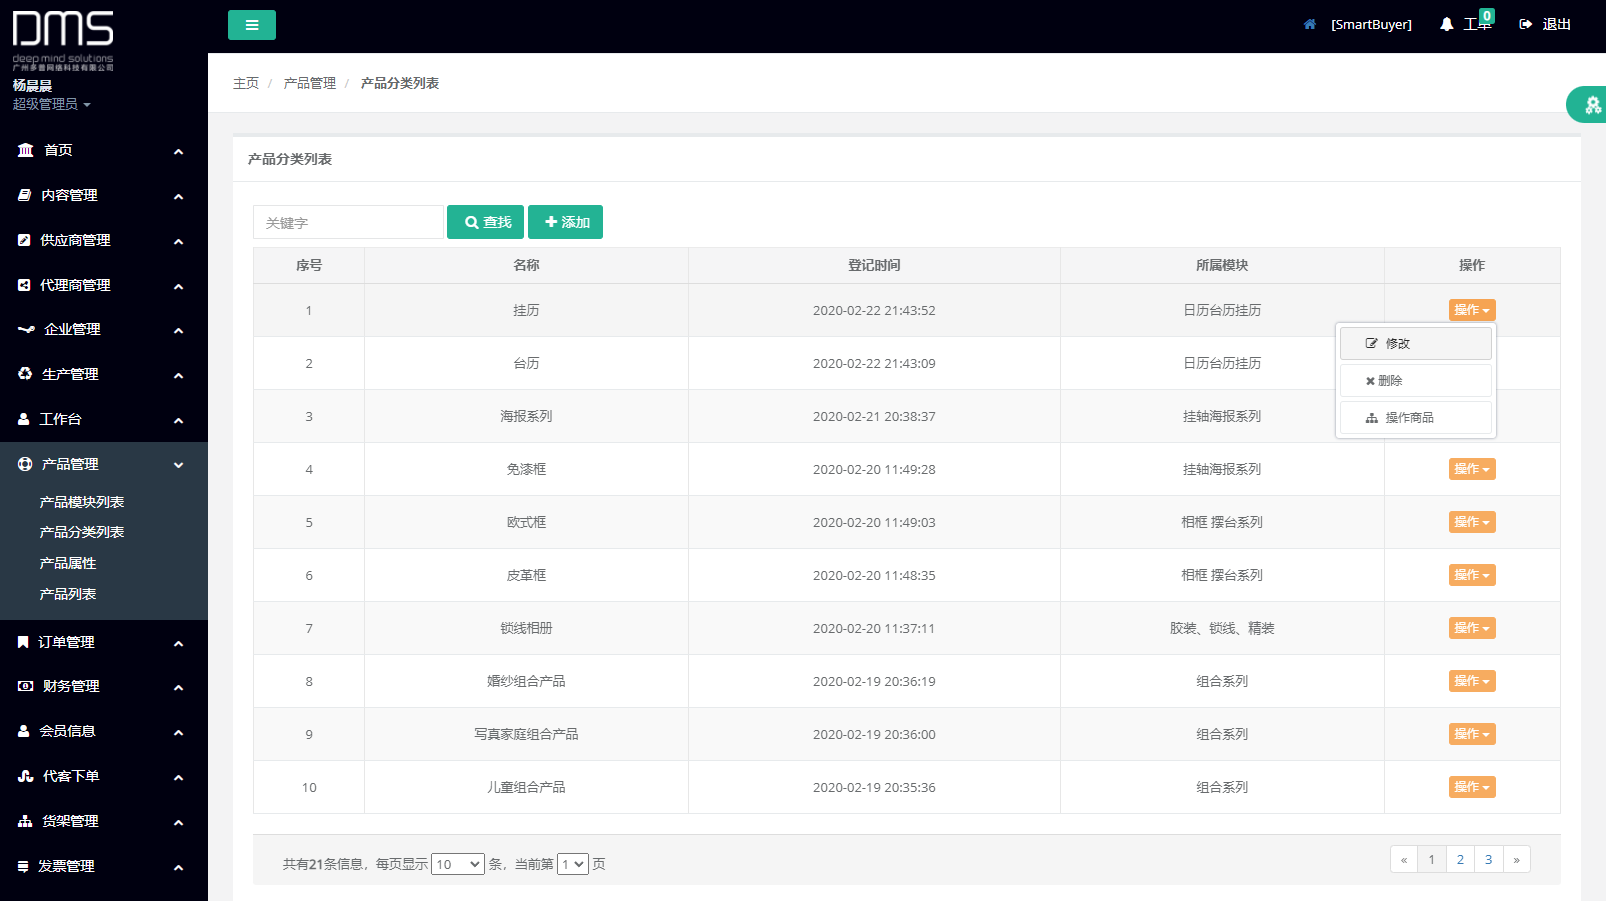 DMS
deep mind solutions
广州多普网络科技有限公司
杨晨晨
超级管理员
首页
内容管理
供应商管理
代理商管理
企业管理
生产管理
工作台
产品管理
产品模块列表
产品分类列表
产品属性
产品列表
订单管理
财务管理
会员信息
代客下单
货架管理
发票管理
[SmartBuyer] 工单 0 退出
主页 / 产品管理 / 产品分类列表
产品分类列表
关键字 查找 添加
序号 名称 登记时间 所属模块 操作
1 挂历 2020-02-22 21:43:52 日历台历挂历 操作
2 台历 2020-02-22 21:43:09 日历台历挂历
3 海报系列 2020-02-21 20:38:37 挂轴海报系列
修改
删除
操作商品
4 免漆框 2020-02-20 11:49:28 挂轴海报系列 操作
5 欧式框 2020-02-20 11:49:03 相框 摆台系列 操作
6 皮革框 2020-02-20 11:48:35 相框 摆台系列 操作
7 锁线相册 2020-02-20 11:37:11 胶装、锁线、精装 操作
8 婚纱组合产品 2020-02-19 20:36:19 组合系列 操作
9 写真家庭组合产品 2020-02-19 20:36:00 组合系列 操作
10 儿童组合产品 2020-02-19 20:35:36 组合系列 操作
共有21条信息，每页显示 10 条，当前第 1 页
« 1 2 3 »